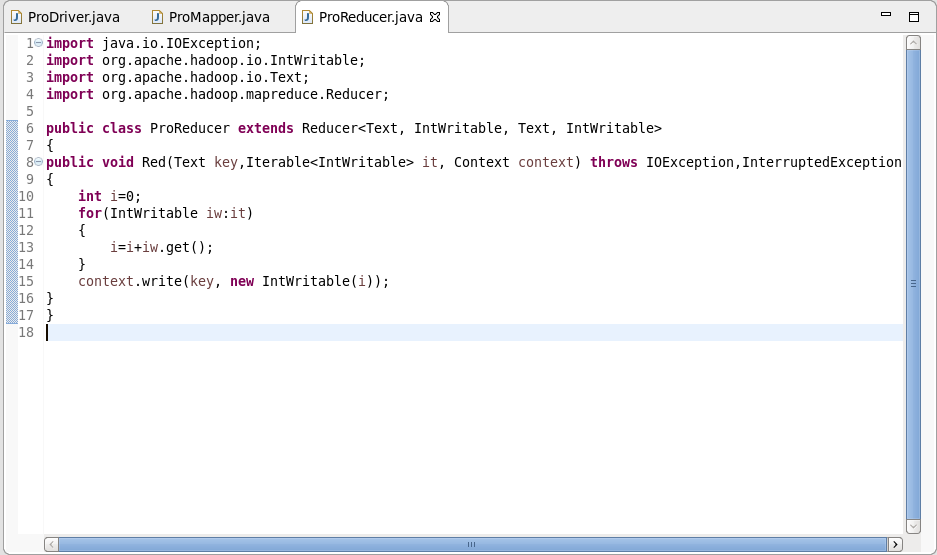 ProDriver.java ProMapper.java ProReducer.java
1 import java.io.IOException;
2 import org.apache.hadoop.io.IntWritable;
3 import org.apache.hadoop.io.Text;
4 import org.apache.hadoop.mapreduce.Reducer;
5
6 public class ProReducer extends Reducer<Text, IntWritable, Text, IntWritable>
7 {
8 public void Red(Text key,Iterable<IntWritable> it, Context context) throws IOException,InterruptedException
9 {
10     int i=0;
11     for(IntWritable iw:it)
12     {
13         i=i+iw.get();
14     }
15     context.write(key, new IntWritable(i));
16 }
17 }
18